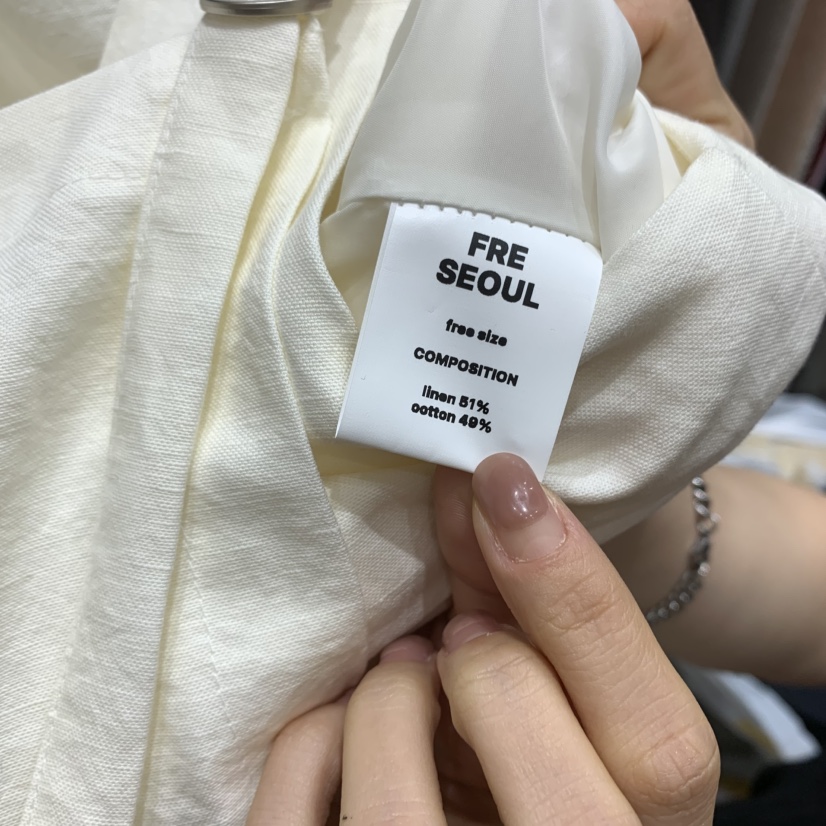 FRE
SEOUL
free size
COMPOSITION
linen 51%
cotton 49%